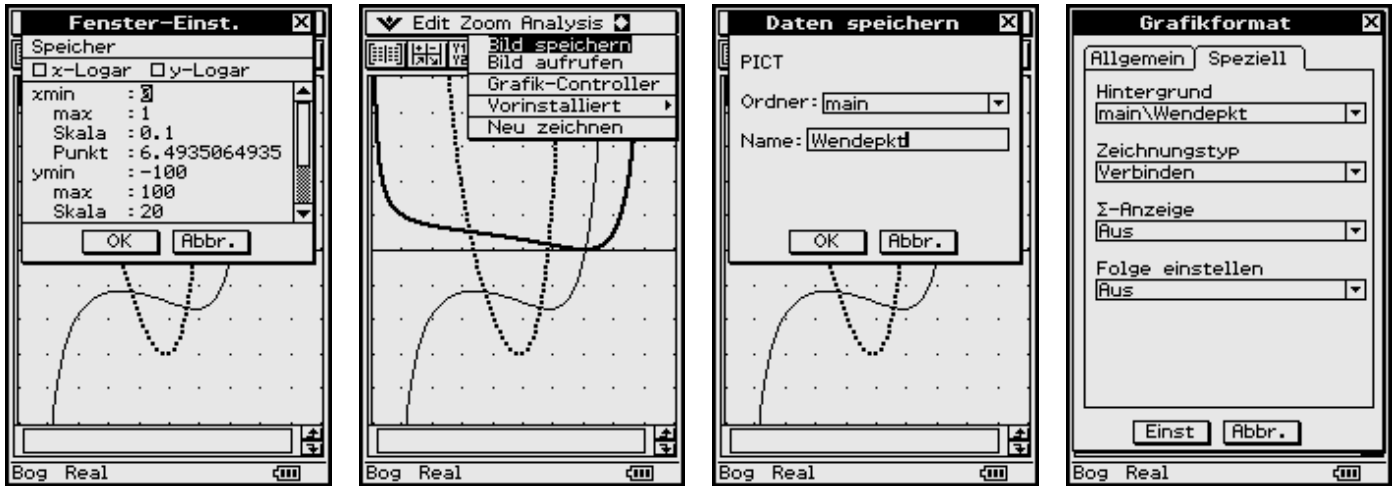 Fenster-Einst.
Speicher
x-Logar y-Logar
xmin :0
max :1
Skala :0.1
Punkt :6.4935064935
ymin :-100
max :100
Skala :20
OK Abbr.
Bog Real
Edit Zoom Analysis
Bild speichern
Bild aufrufen
Grafik-Controller
Vorinstalliert
Neu zeichnen
Bog Real
Daten speichern
PICT
Ordner: main
Name: Wendepkt
OK Abbr.
Bog Real
Grafikformat
Allgemein Speziell
Hintergrund
main\Wendepkt
Zeichnungstyp
Verbinden
Σ-Anzeige
Aus
Folge einstellen
Aus
Einst Abbr.
Bog Real